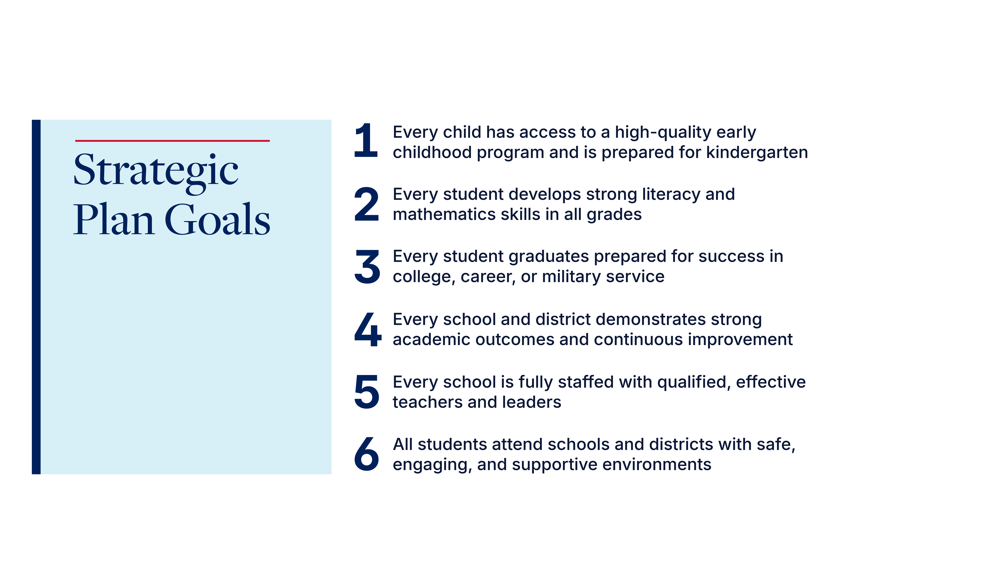 Strategic
Plan Goals
1
Every child has access to a high-quality early
childhood program and is prepared for kindergarten
2
Every student develops strong literacy and
mathematics skills in all grades
3
Every student graduates prepared for success in
college, career, or military service
4
Every school and district demonstrates strong
academic outcomes and continuous improvement
5
Every school is fully staffed with qualified, effective
teachers and leaders
6
All students attend schools and districts with safe,
engaging, and supportive environments